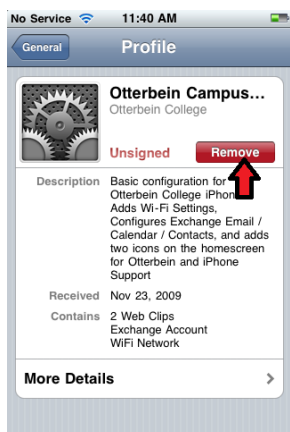 No Service 11:40 AM
General Profile
Otterbein Campus...
Otterbein College
Unsigned Remove
Description Basic configuration for
Otterbein College iPhon
Adds Wi-Fi Settings,
Configures Exchange Email /
Calendar / Contacts, and adds
two icons on the homescreen
for Otterbein and iPhone
Support
Received Nov 23, 2009
Contains 2 Web Clips
Exchange Account
WiFi Network
More Details